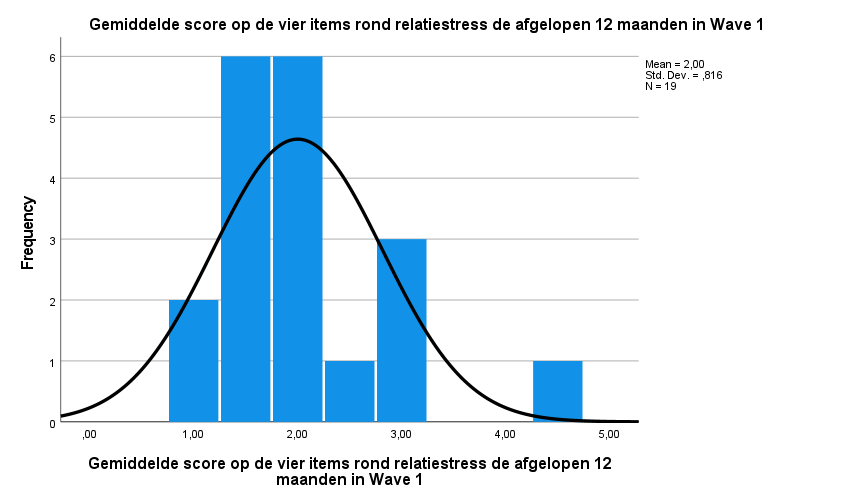 Gemiddelde score op de vier items rond relatiestress de afgelopen 12 maanden in Wave 1
Mean = 2,00
Std. Dev. = ,816
N = 19
Frequency
6
5
4
3
2
1
0
,00 1,00 2,00 3,00 4,00 5,00
Gemiddelde score op de vier items rond relatiestress de afgelopen 12
maanden in Wave 1